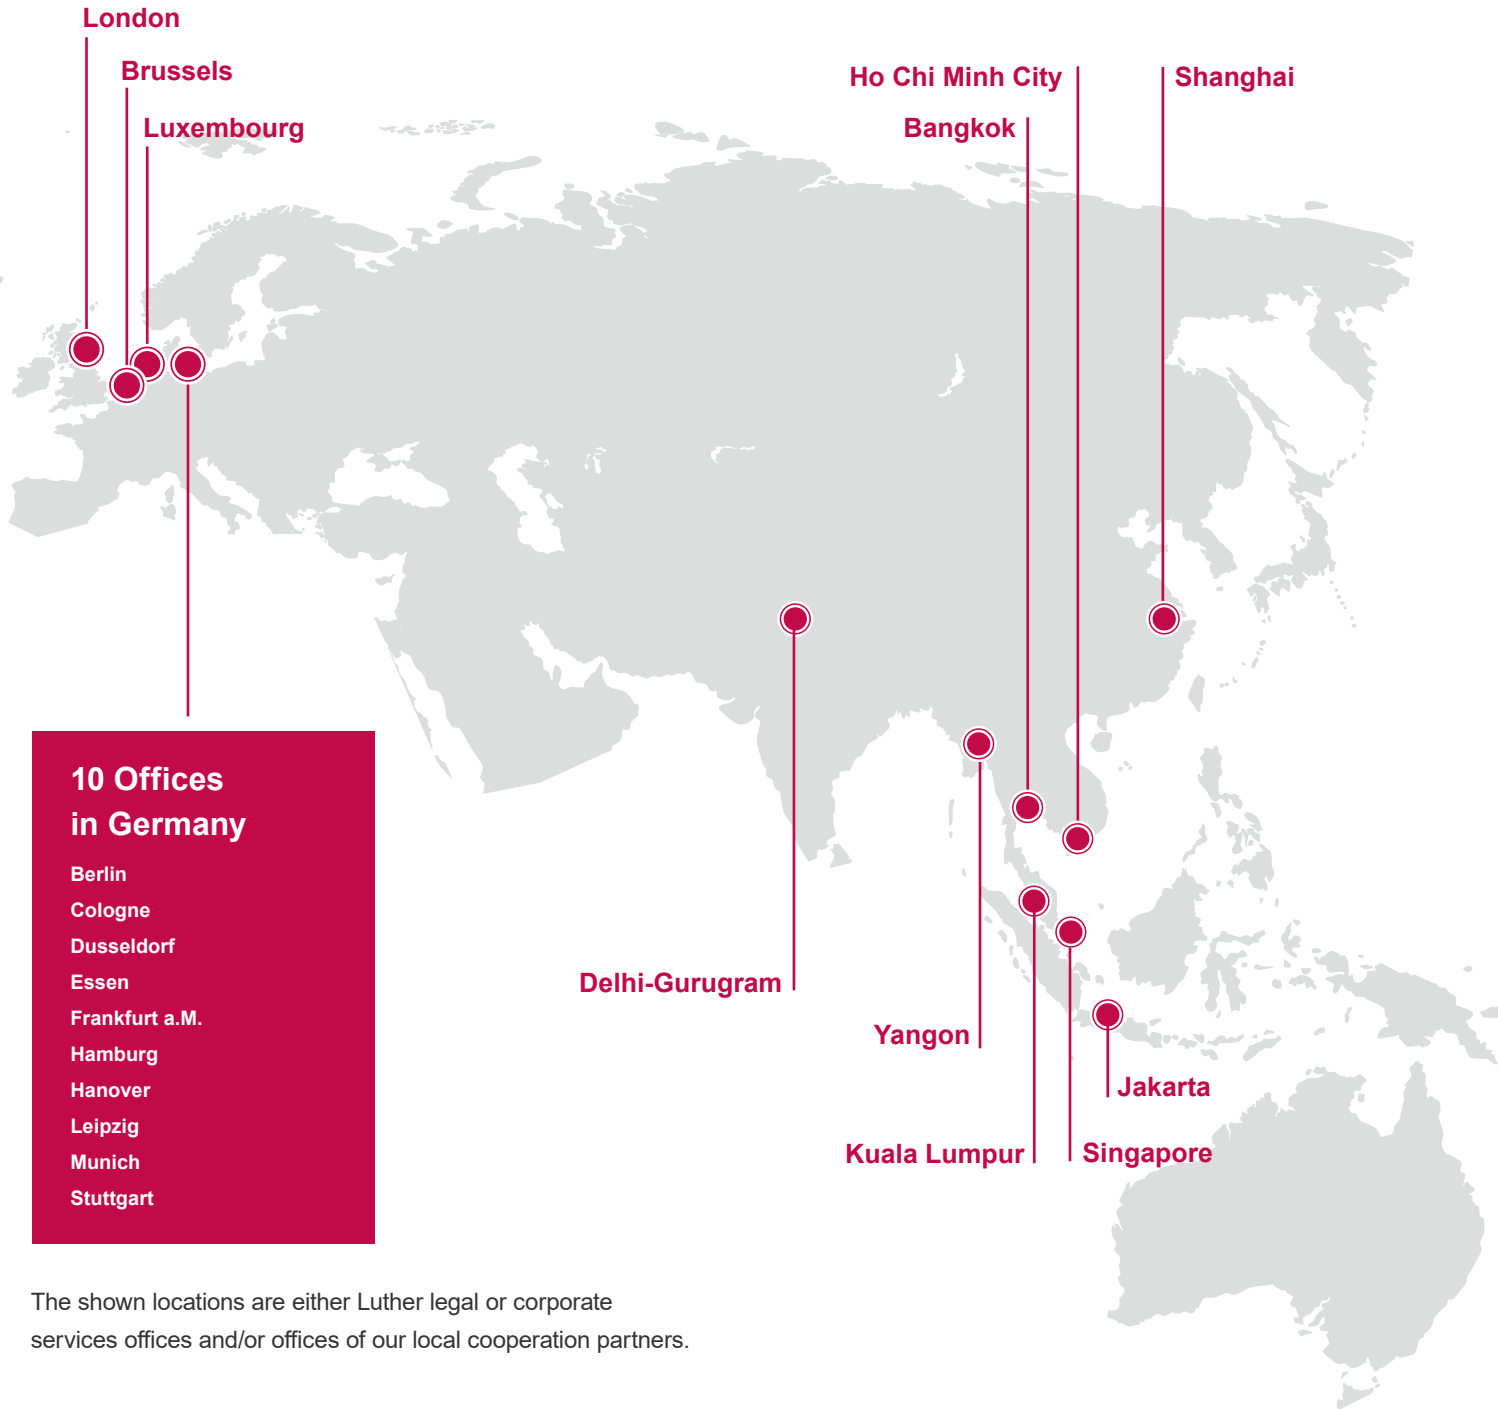 London
Brussels
Luxembourg
Ho Chi Minh City
Shanghai
Bangkok
10 Offices
in Germany
Berlin
Cologne
Dusseldorf
Essen
Frankfurt a.M.
Hamburg
Hanover
Leipzig
Munich
Stuttgart
Delhi-Gurugram
Yangon
Jakarta
Kuala Lumpur
Singapore
The shown locations are either Luther legal or corporate
services offices and/or offices of our local cooperation partners.